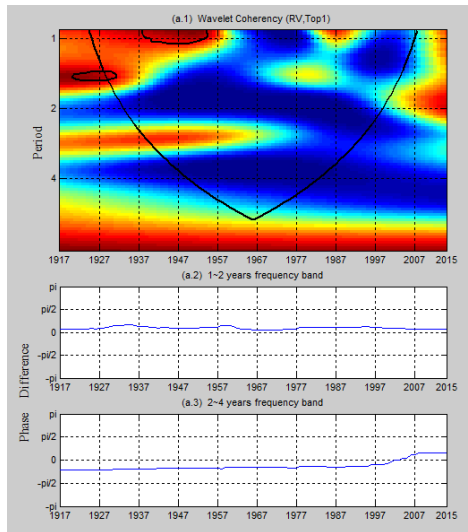 (a.1) Wavelet Coherency (RV,Top1)
Period
1
2
4
1917 1927 1937 1947 1957 1967 1977 1987 1997 2007 2015
(a.2) 1~2 years frequency band
Phase Difference
pi
pi/2
0
-pi/2
-pi
1917 1927 1937 1947 1957 1967 1977 1987 1997 2007 2015
(a.3) 2~4 years frequency band
pi
pi/2
0
-pi/2
-pi
1917 1927 1937 1947 1957 1967 1977 1987 1997 2007 2015